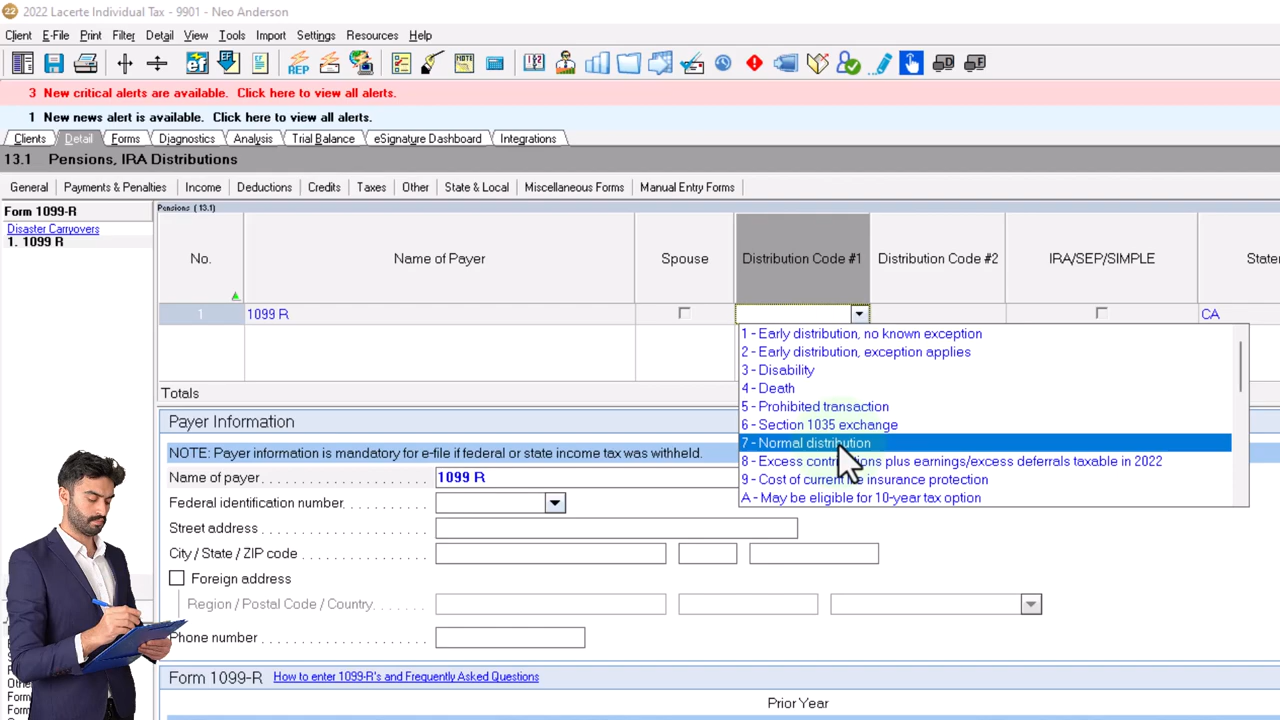 22 2022 Lacerte Individual Tax - 9901 - Neo Anderson
Client E-File Print Filter Detail View Tools Import Settings Resources Help
3 New critical alerts are available. Click here to view all alerts.
1 New news alert is available. Click here to view all alerts.
Clients Detail Forms Diagnostics Analysis Trial Balance eSignature Dashboard Integrations
13.1 Pensions, IRA Distributions
General Payments & Penalties Income Deductions Credits Taxes Other State & Local Miscellaneous Forms Manual Entry Forms
Form 1099-R
Disaster Carryovers
1. 1099 R
Pensions (13.1)
No. Name of Payer Spouse Distribution Code #1 Distribution Code #2 IRA/SEP/SIMPLE State
1 1099 R CA
1 - Early distribution, no known exception
2 - Early distribution, exception applies
3 - Disability
4 - Death
5 - Prohibited transaction
6 - Section 1035 exchange
7 - Normal distribution
8 - Excess contributions plus earnings/excess deferrals taxable in 2022
9 - Cost of current insurance protection
A - May be eligible for 10-year tax option
Totals
Payer Information
NOTE: Payer information is mandatory for e-file if federal or state income tax was withheld.
Name of payer 1099 R
Federal identification number
Street address
City / State / ZIP code
Foreign address
Region / Postal Code / Country
Phone number
Form 1099-R How to enter 1099-R's and Frequently Asked Questions
Prior Year
Form
Form